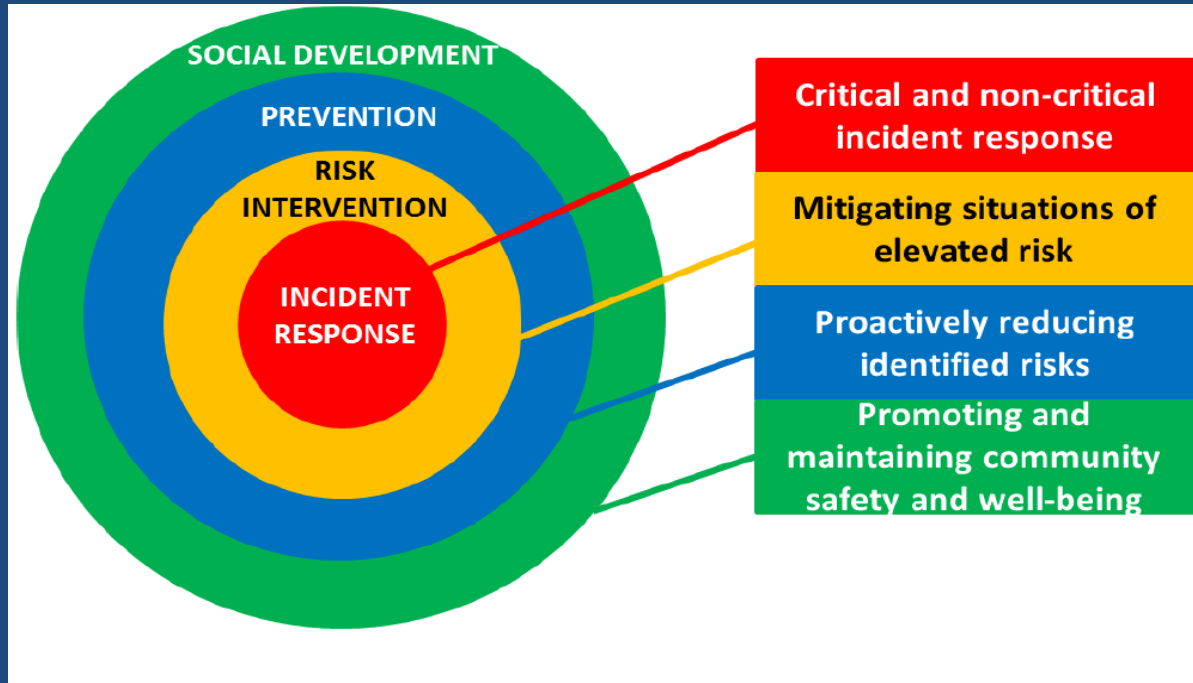 SOCIAL DEVELOPMENT
PREVENTION
RISK
INTERVENTION
INCIDENT
RESPONSE
Critical and non-critical
incident response
Mitigating situations of
elevated risk
Proactively reducing
identified risks
Promoting and
maintaining community
safety and well-being